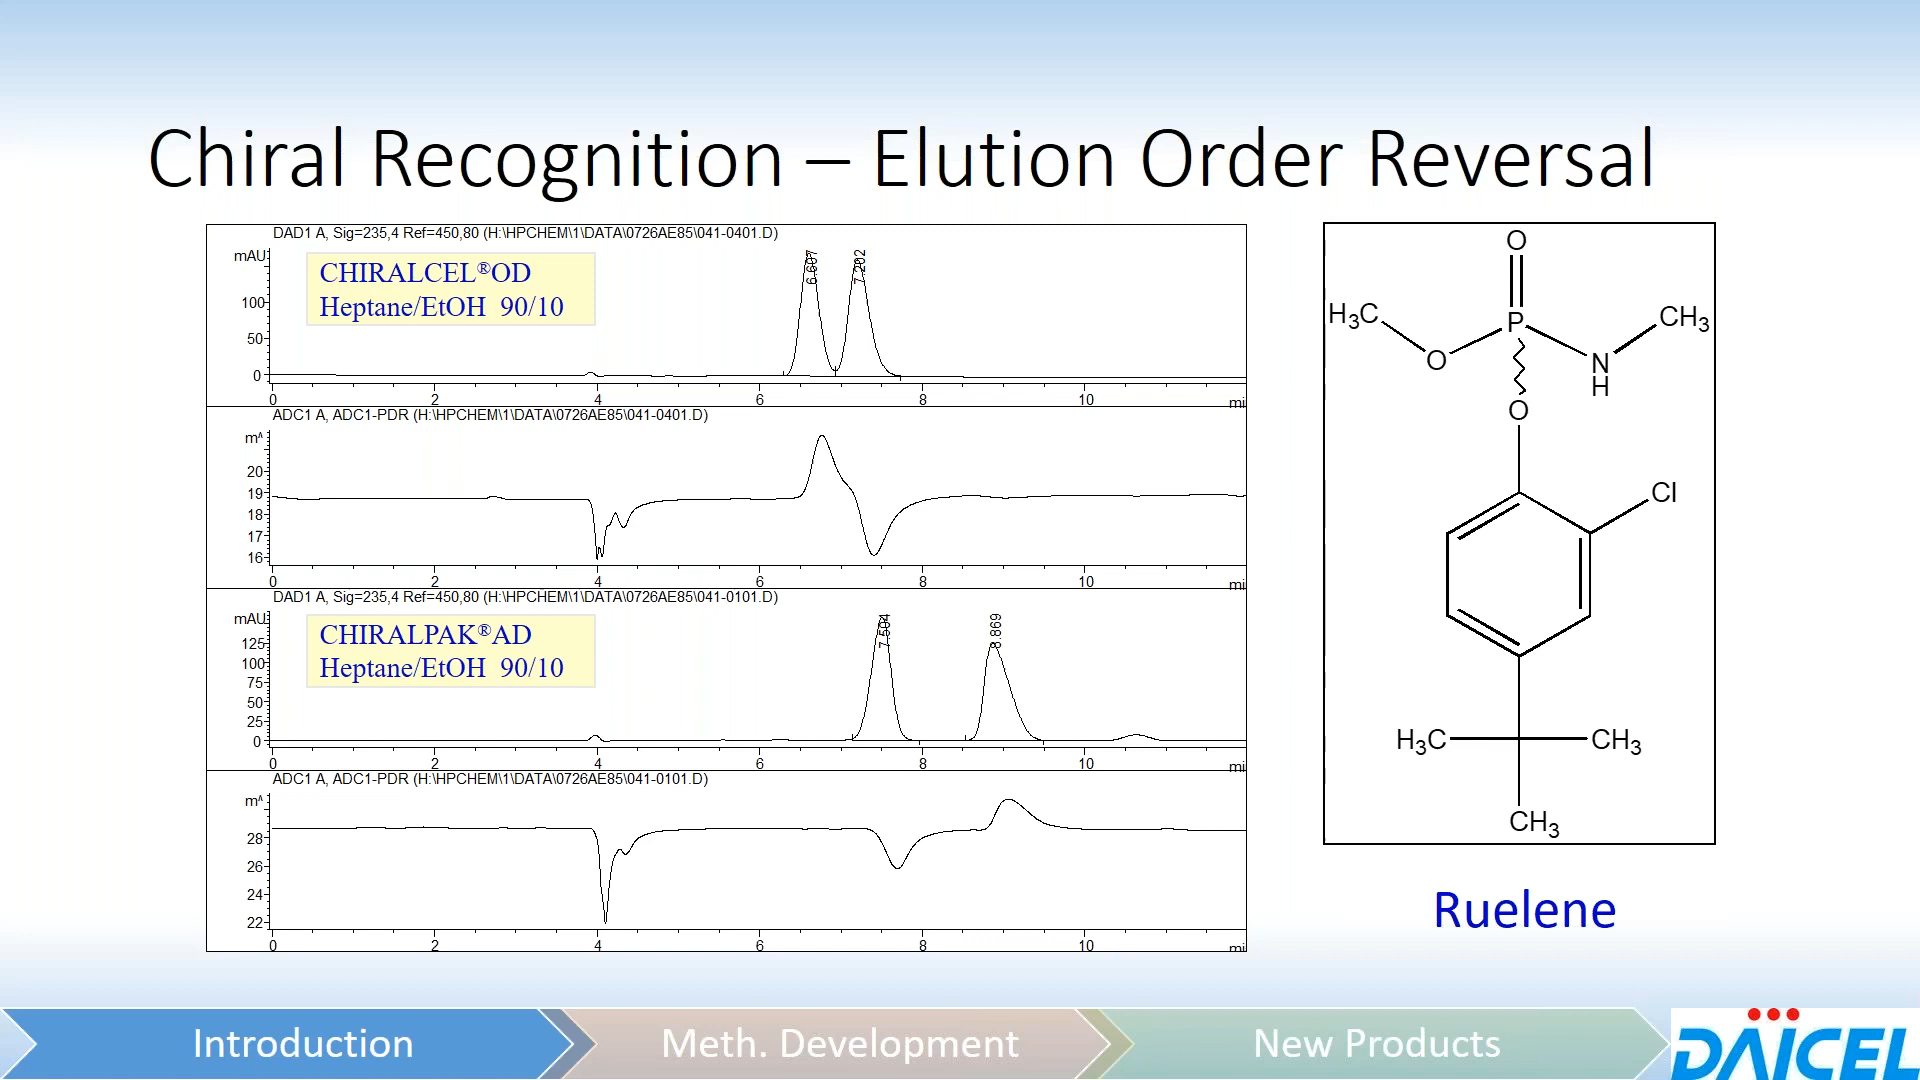 Chiral Recognition – Elution Order Reversal
DAD1 A, Sig=235,4 Ref=450,80 (H:\HPCHEM\1\DATA\0726AE85\041-0401.D)
mAU
CHIRALCEL®OD
Heptane/EtOH 90/10
6.607
7.202
100
50
0
0 2 4 6 8 10 mi
ADC1 A, ADC1-PDR (H:\HPCHEM\1\DATA\0726AE85\041-0401.D)
20
19
18
17
16
0 2 4 6 8 10 mi
DAD1 A, Sig=235,4 Ref=450,80 (H:\HPCHEM\1\DATA\0726AE85\041-0101.D)
mAU
CHIRALPAK®AD
Heptane/EtOH 90/10
7.504
8.869
125
100
75
50
25
0
0 2 4 6 8 10 mi
ADC1 A, ADC1-PDR (H:\HPCHEM\1\DATA\0726AE85\041-0101.D)
28
26
24
22
0 2 4 6 8 10 mi
O
H₃C P CH₃
O N
H
O
Cl
H₃C CH₃
CH₃
Ruelene
Introduction
Meth. Development
New Products
DAICEL